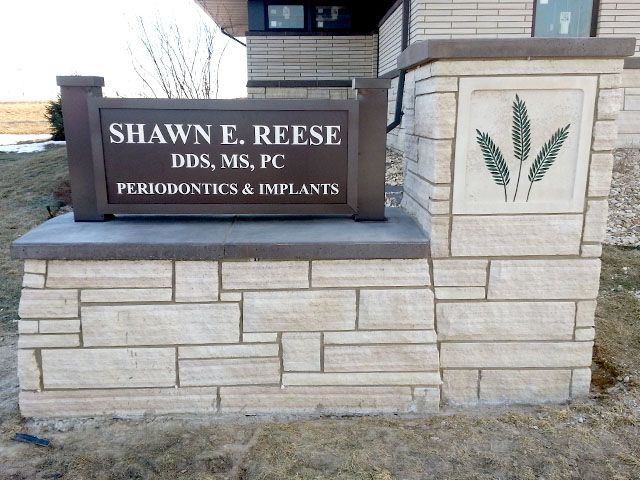 SHAWN E. REESE
DDS, MS, PC
PERIODONTICS & IMPLANTS